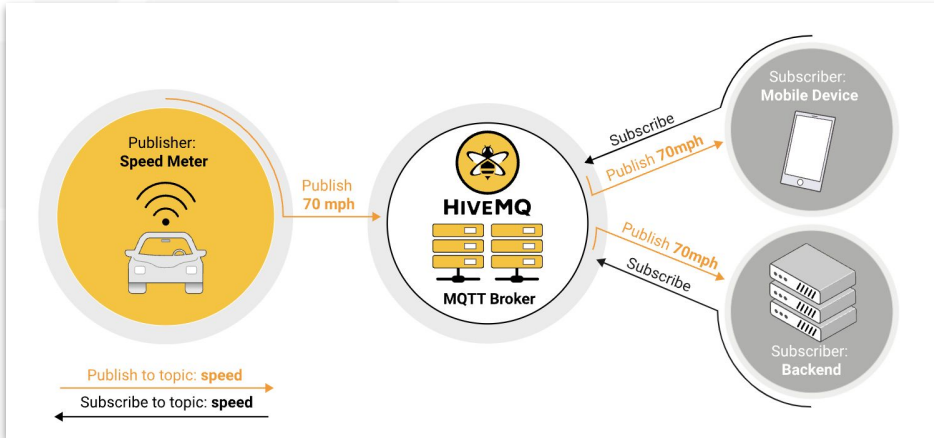 Publisher:
Speed Meter
Publish
70 mph
HIVEMQ
MQTT Broker
Subscribe
Publish 70mph
Subscriber:
Mobile Device
Publish 70mph
Subscribe
Subscriber:
Backend
Publish to topic: speed
Subscribe to topic: speed